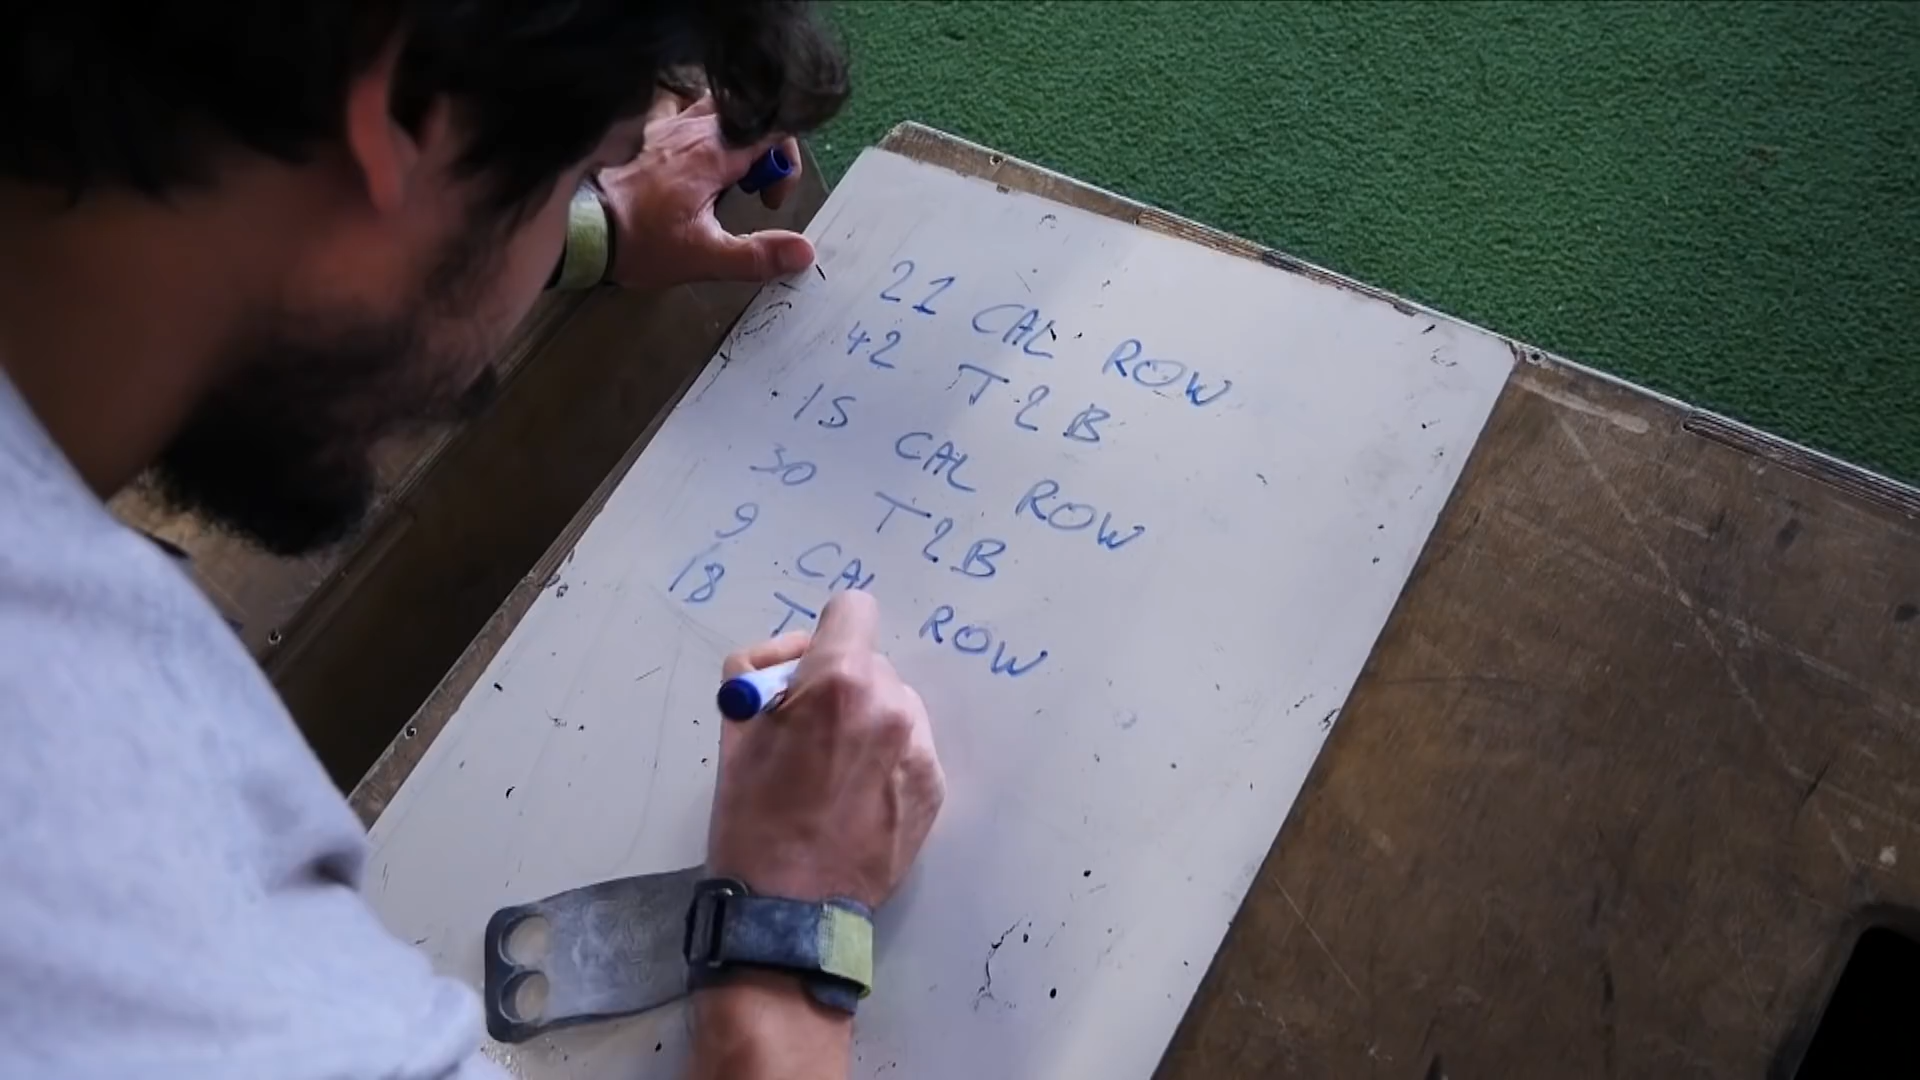 21 CAL ROW
42 T2B
15 CAL ROW
30 T2B
9 CAL ROW
18